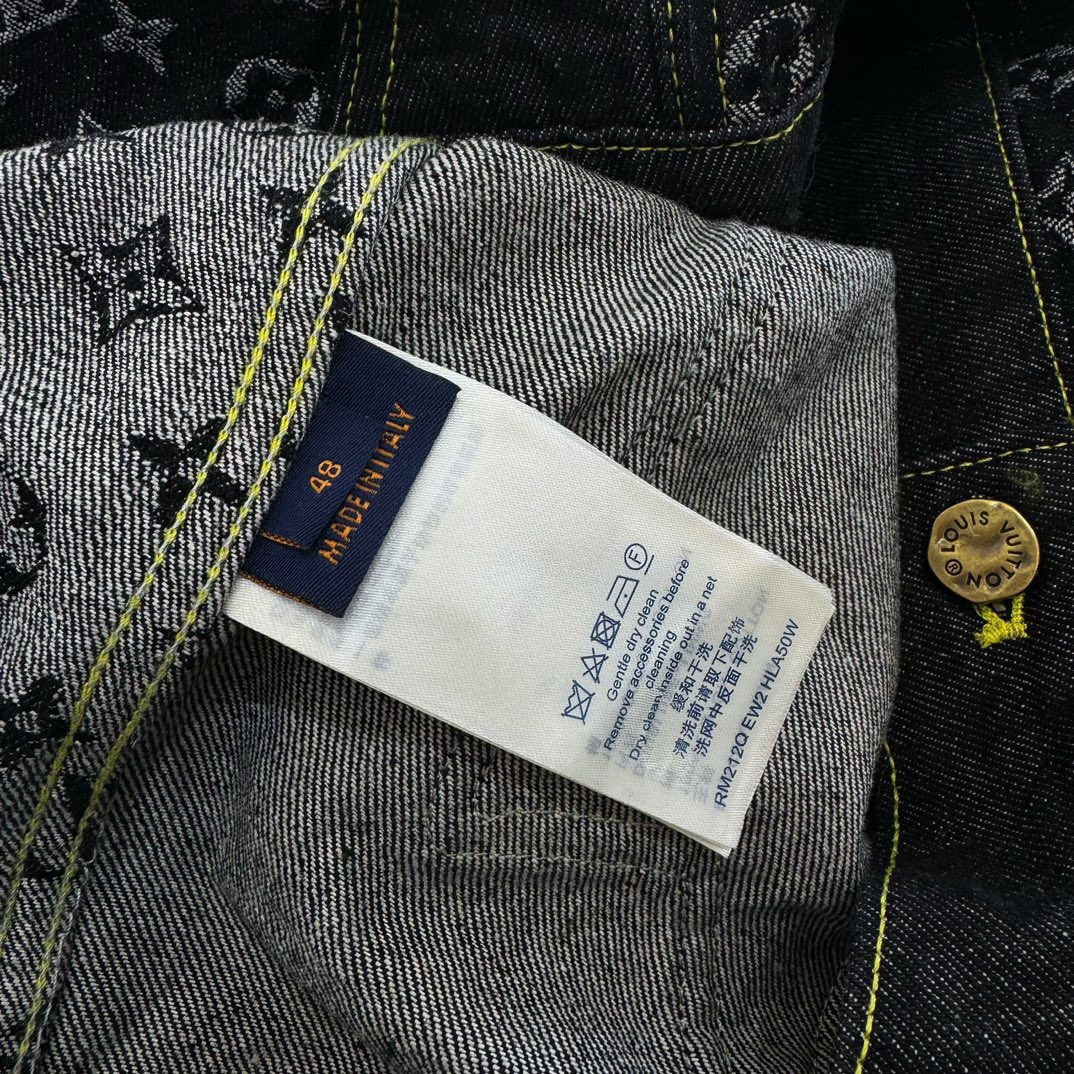 48
MADE IN ITALY
Gentle dry clean
Remove accessories before
cleaning
Dry clean inside out in a net
缓和干洗
清洗前请取下配饰
洗网中反面干洗
RM212Q EW2 HLA50W
F
LOUIS VUITTON ®